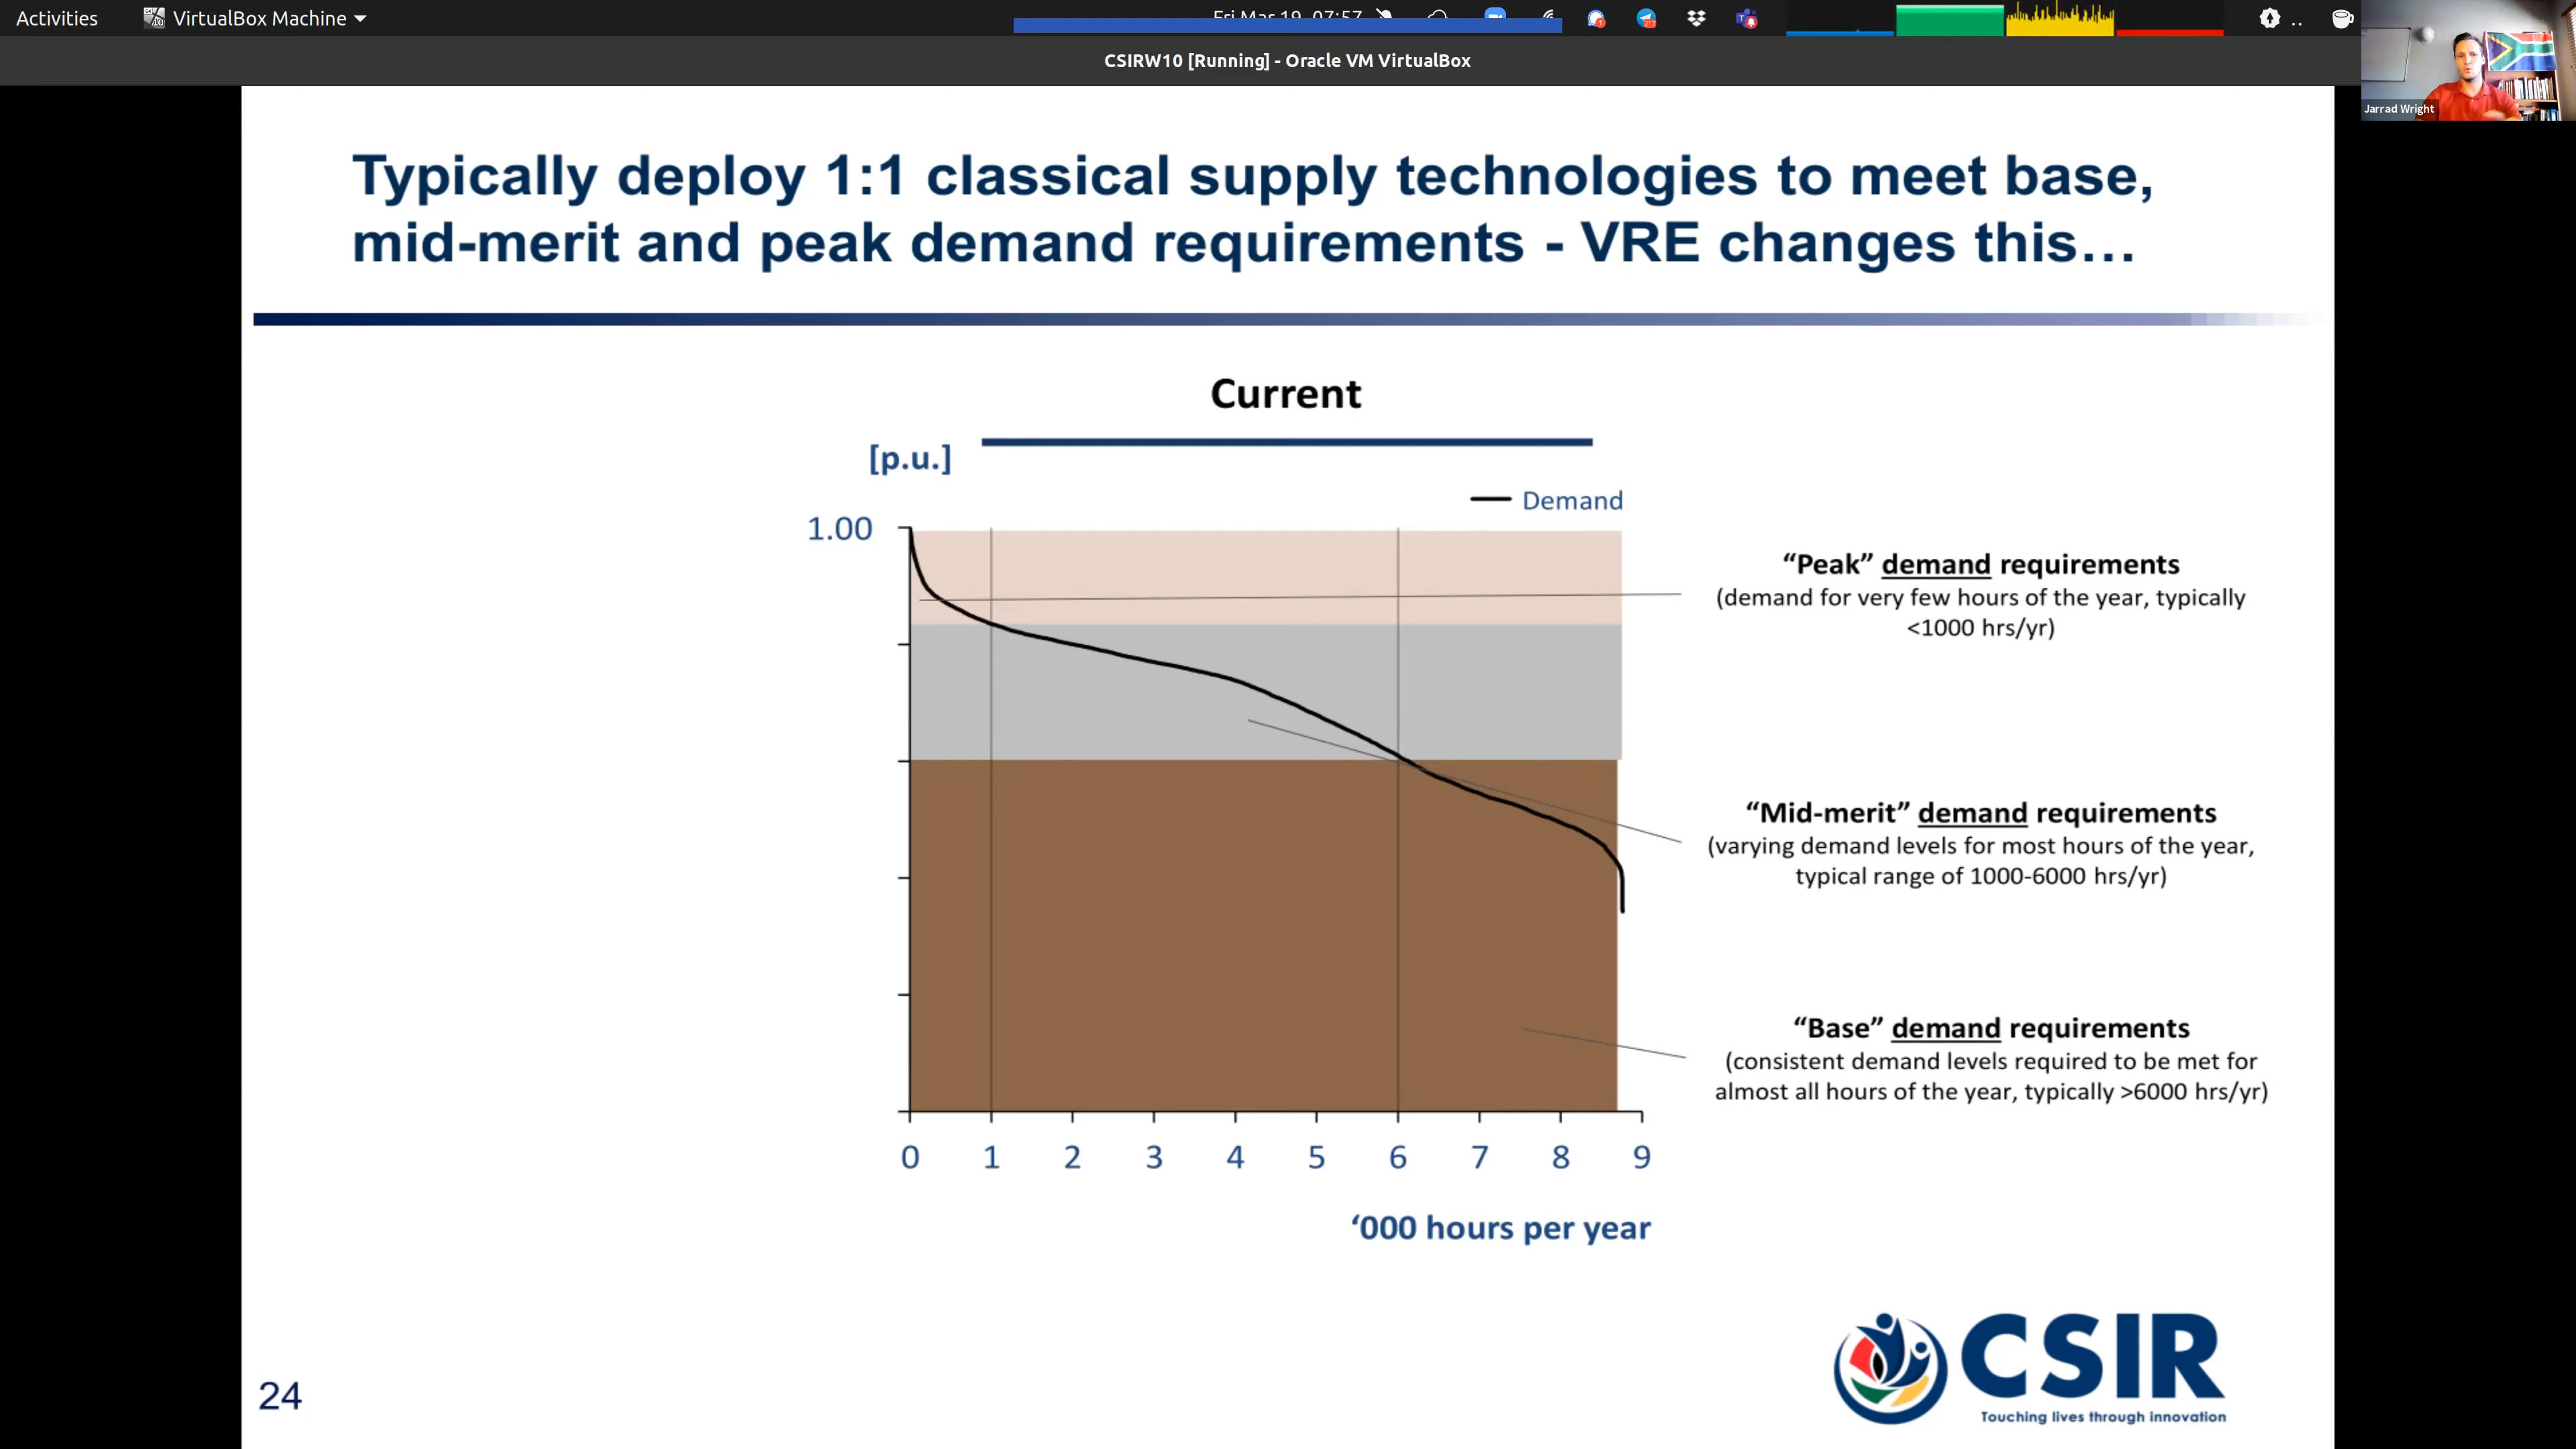 Activities
VirtualBox Machine
Fri Mar 19 07:57
CSIRW10 [Running] - Oracle VM VirtualBox
Jarrad Wright
Typically deploy 1:1 classical supply technologies to meet base,
mid-merit and peak demand requirements - VRE changes this...
Current
[p.u.]
Demand
1.00
“Peak” demand requirements
(demand for very few hours of the year, typically
<1000 hrs/yr)
“Mid-merit” demand requirements
(varying demand levels for most hours of the year,
typical range of 1000-6000 hrs/yr)
“Base” demand requirements
(consistent demand levels required to be met for
almost all hours of the year, typically >6000 hrs/yr)
0 1 2 3 4 5 6 7 8 9
‘000 hours per year
CSIR
Touching lives through innovation
24